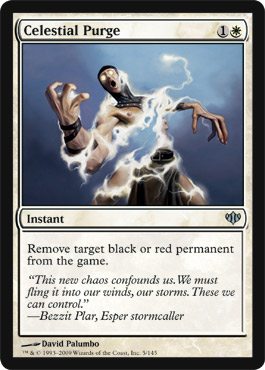 Celestial Purge 1
Instant
Remove target black or red permanent
from the game.
“This new chaos confounds us. We must
fling it into our winds, our storms. These we
can control.”
—Bezzit Plar, Esper stormcaller
David Palumbo
™ & © 1993–2009 Wizards of the Coast, Inc. 5/145